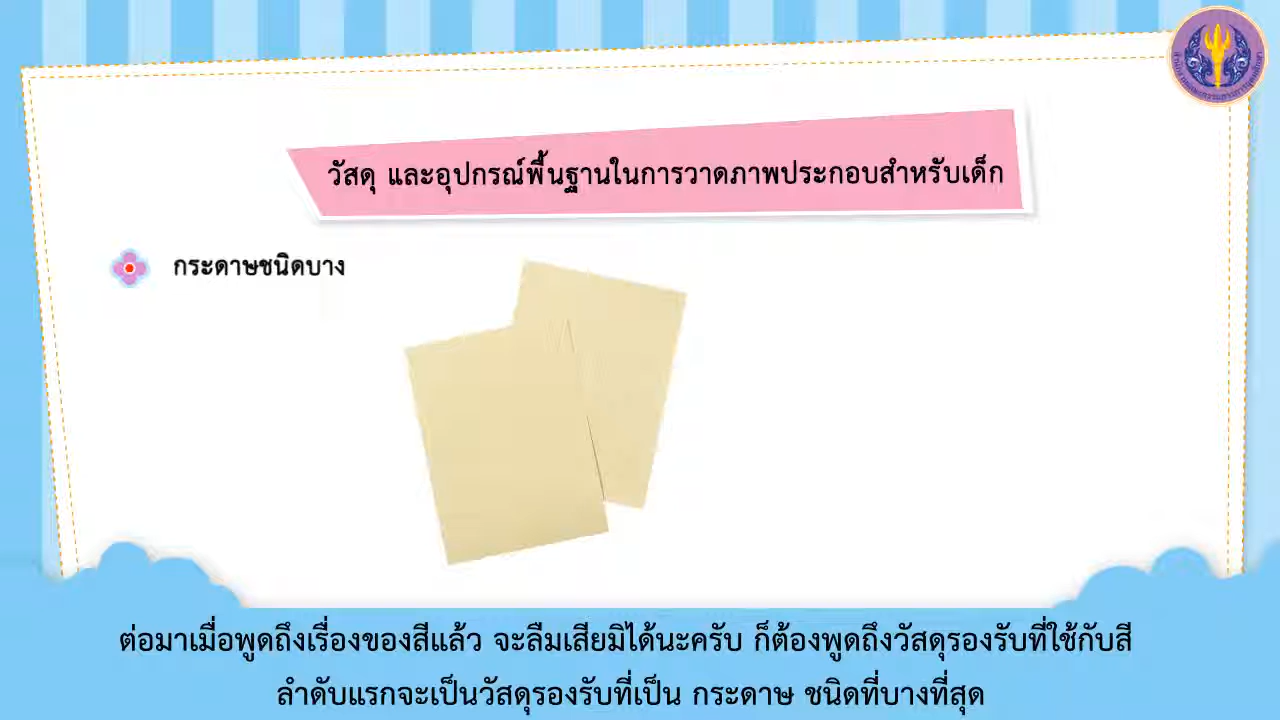 วัสดุ และอุปกรณ์พื้นฐานในการวาดภาพประกอบสำหรับเด็ก
กระดาษชนิดบาง
ต่อมาเมื่อพูดถึงเรื่องของสีแล้ว จะลืมเสียมิได้นะครับ ก็ต้องพูดถึงวัสดุรองรับที่ใช้กับสี
ลำดับแรกจะเป็นวัสดุรองรับที่เป็น กระดาษ ชนิดที่บางที่สุด